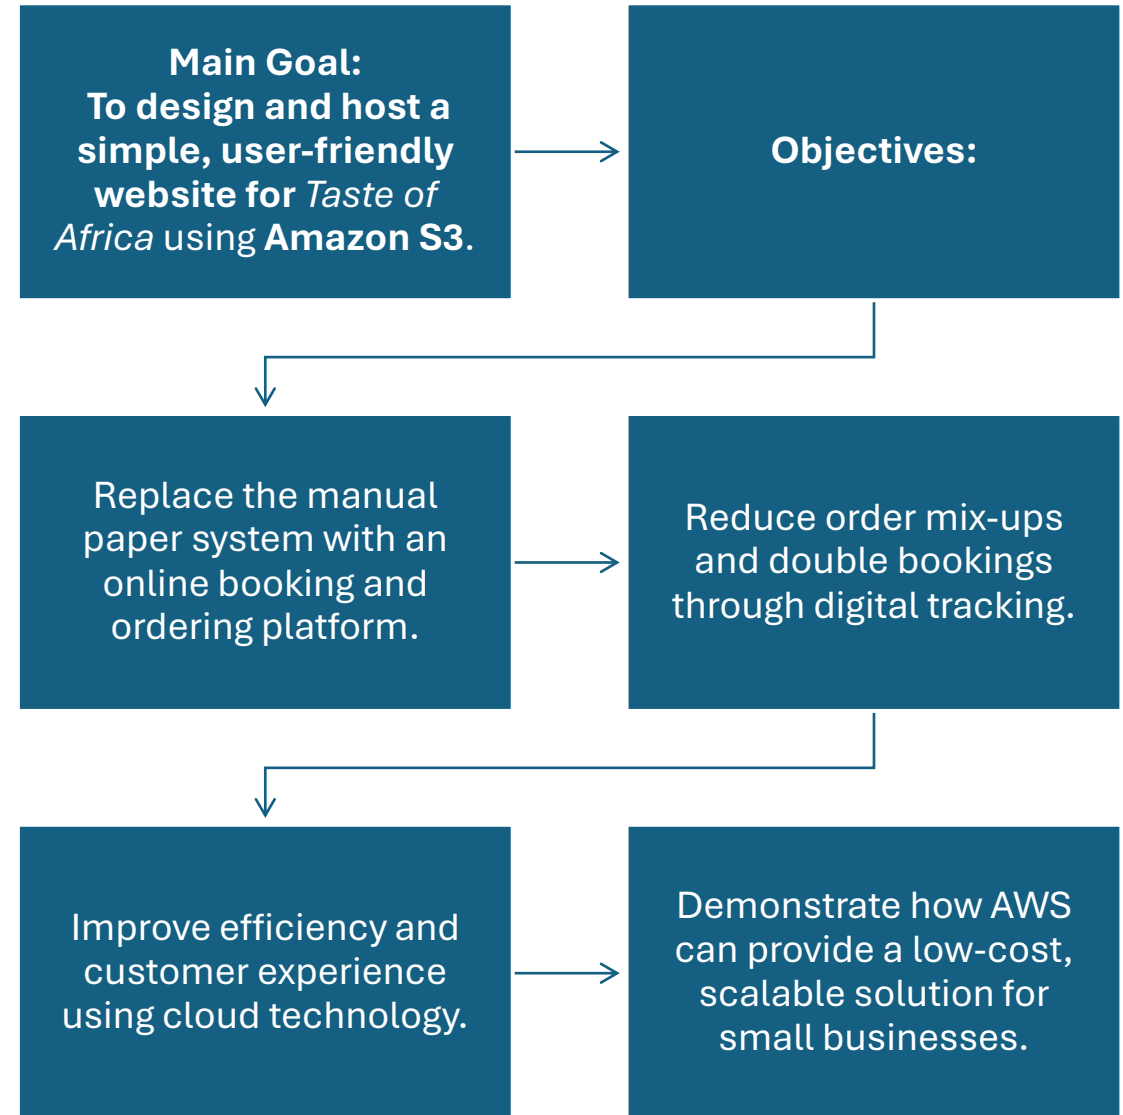 Main Goal:
To design and host a
simple, user-friendly
website for Taste of
Africa using Amazon S3.
Objectives:
Replace the manual
paper system with an
online booking and
ordering platform.
Reduce order mix-ups
and double bookings
through digital tracking.
Improve efficiency and
customer experience
using cloud technology.
Demonstrate how AWS
can provide a low-cost,
scalable solution for
small businesses.